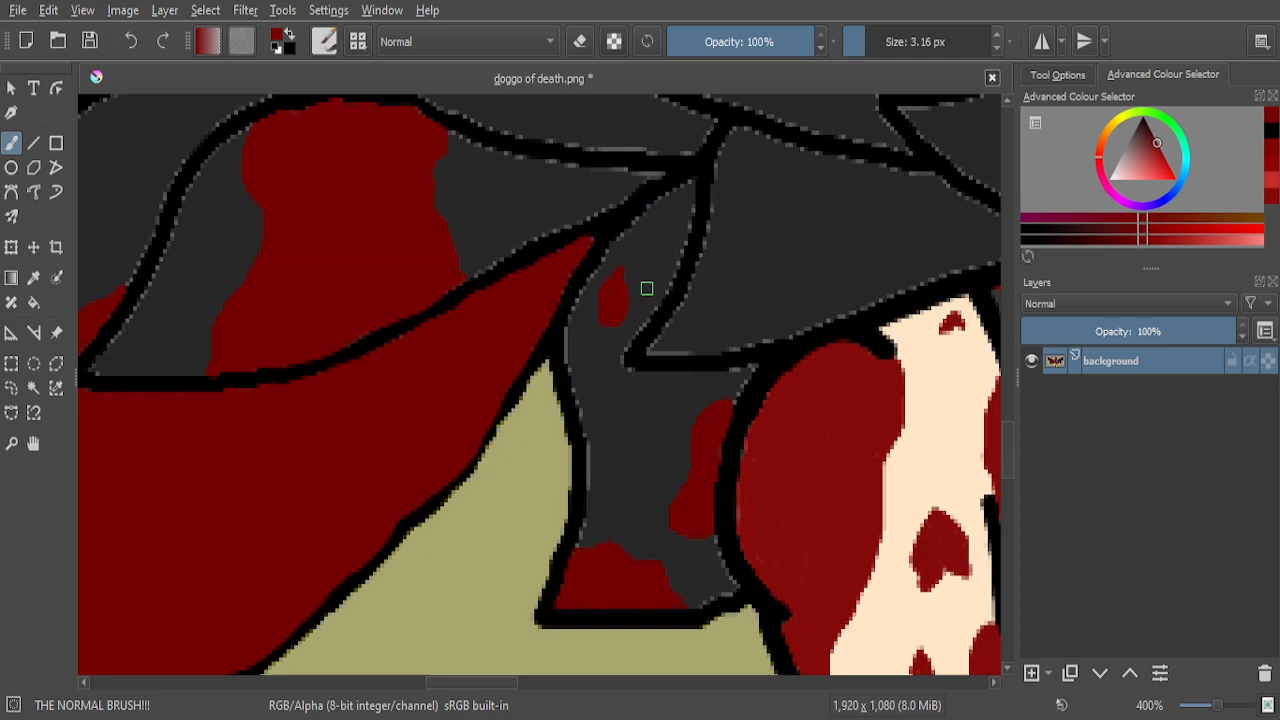 File Edit View Image Layer Select Filter Tools Settings Window Help
Normal Opacity: 100% Size: 3.16 px
doggo of death.png *
Tool Options Advanced Colour Selector
Advanced Colour Selector
Layers
Normal
Opacity: 100%
background
THE NORMAL BRUSH!!! RGB/Alpha (8-bit integer/channel) sRGB built-in 1,920 x 1,080 (8.0 MiB) 400%